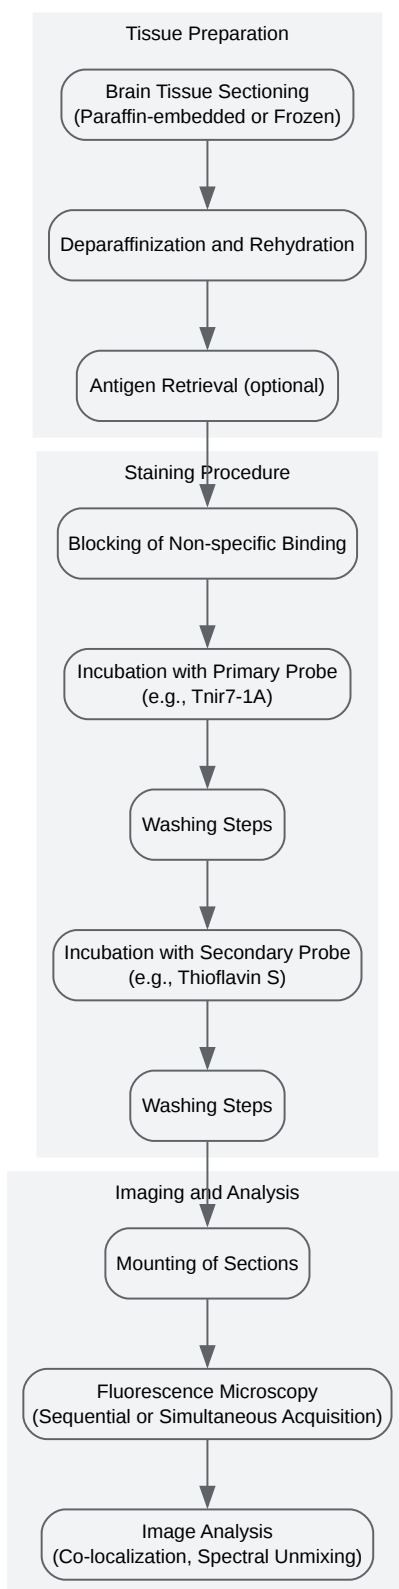 Tissue Preparation
Brain Tissue Sectioning
(Paraffin-embedded or Frozen)
Deparaffinization and Rehydration
Antigen Retrieval (optional)
Staining Procedure
Blocking of Non-specific Binding
Incubation with Primary Probe
(e.g., Tnir7-1A)
Washing Steps
Incubation with Secondary Probe
(e.g., Thioflavin S)
Washing Steps
Imaging and Analysis
Mounting of Sections
Fluorescence Microscopy
(Sequential or Simultaneous Acquisition)
Image Analysis
(Co-localization, Spectral Unmixing)